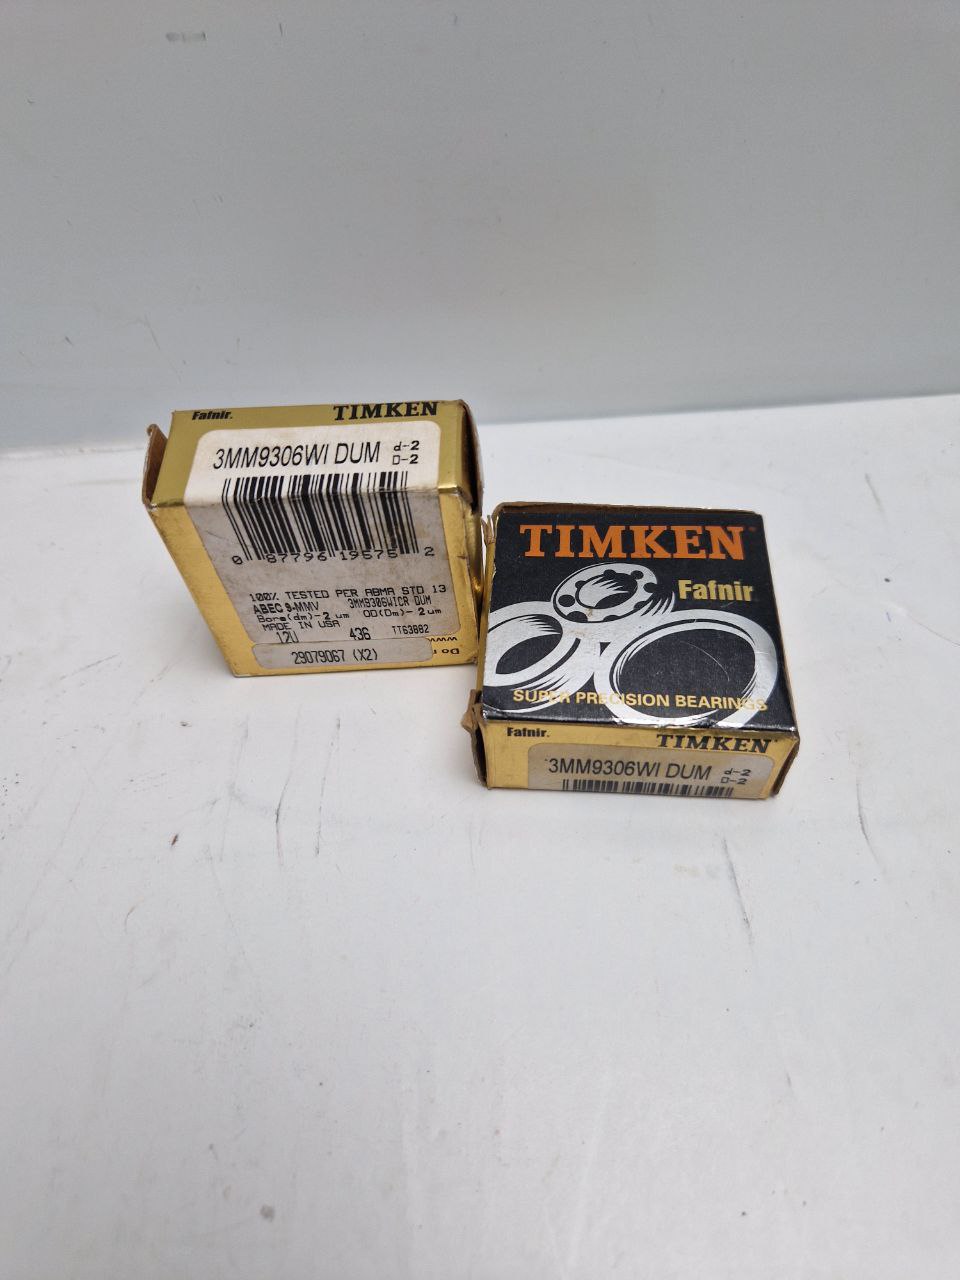 Fafnir. TIMKEN
3MM9306WI DUM d-2
D-2
0 87796 19575 2
100% TESTED PER ABMA STD 13
ABEC 9-MMV 3MM9306WICR DUM
Bore(dm)-2 um OD(Dm)-2 um
MADE IN USA
12U 436 TT63882
29079067 (X2)
TIMKEN
Fafnir
SUPER PRECISION BEARINGS
Fafnir. TIMKEN
3MM9306WI DUM d-2
D-2